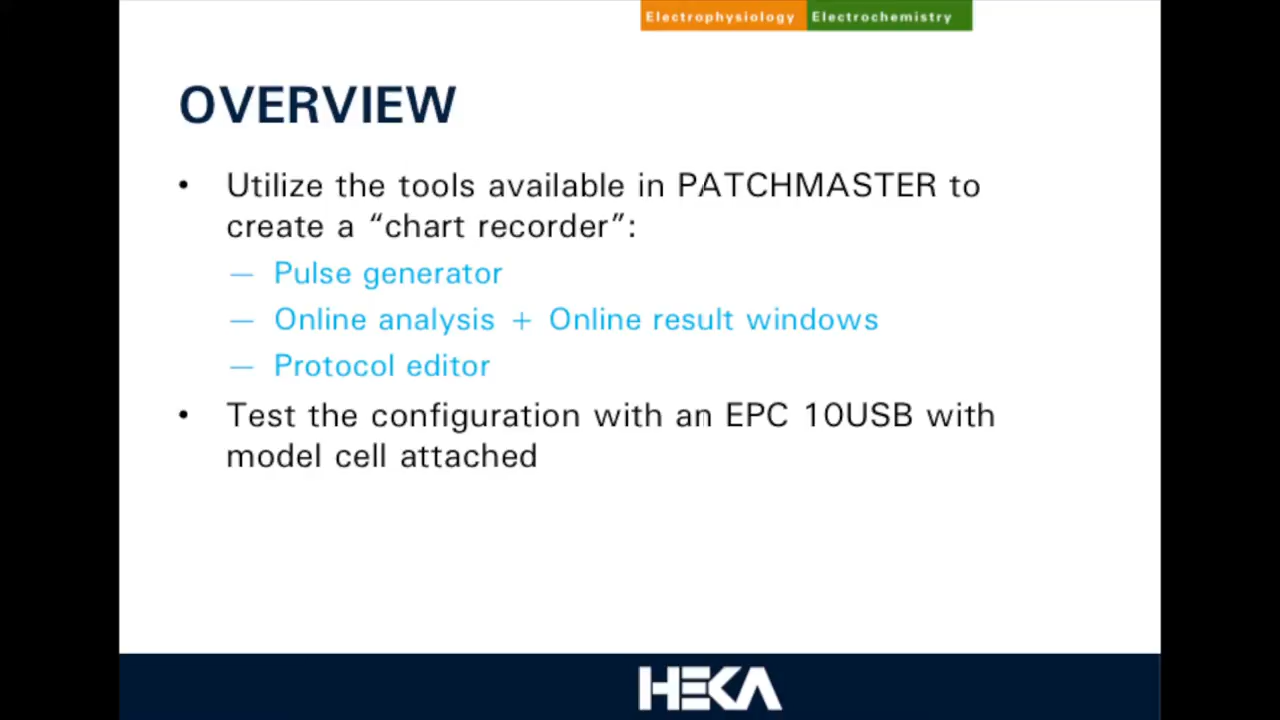 Electrophysiology Electrochemistry
OVERVIEW
• Utilize the tools available in PATCHMASTER to
create a “chart recorder”:
— Pulse generator
— Online analysis + Online result windows
— Protocol editor
• Test the configuration with an EPC 10USB with
model cell attached
HEKA